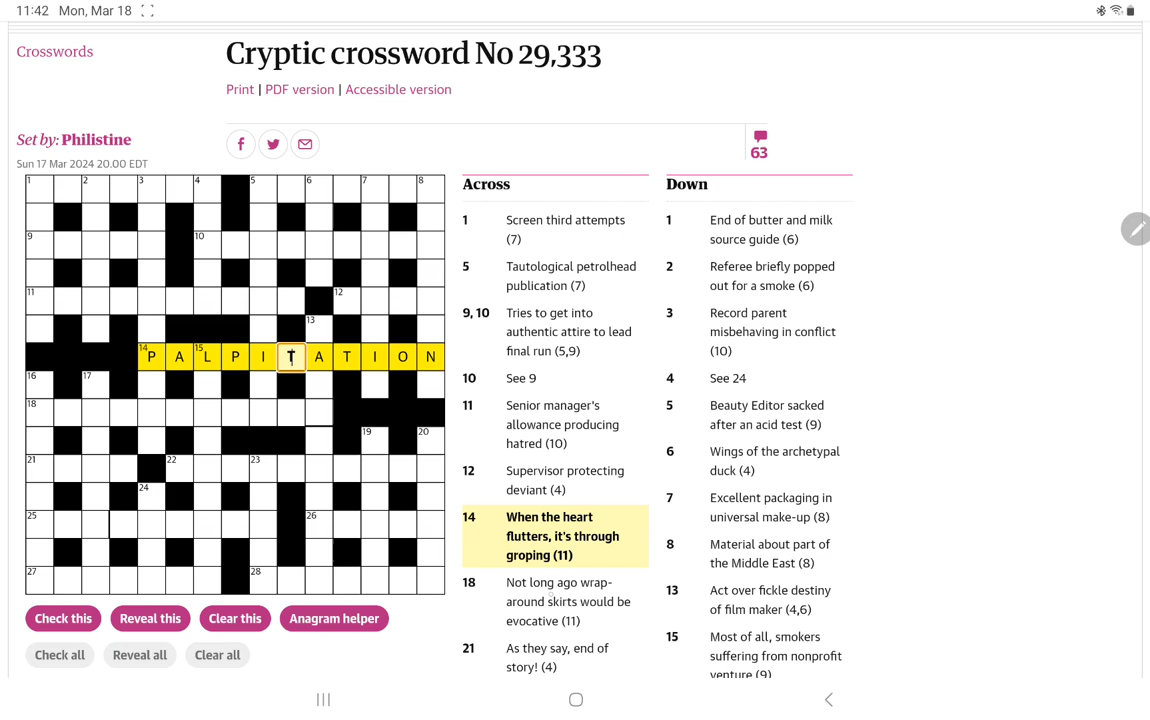 11:42 Mon, Mar 18
Crosswords
Cryptic crossword No 29,333
Print | PDF version | Accessible version
Set by: Philistine
Sun 17 Mar 2024 20.00 EDT
63
1 2 3 4 5 6 7 8
9 10
11 12
13
14 P A 15 L P I T A T I O N
16 17
18
19 20
21 22 23
24
25 26
27 28
Check this Reveal this Clear this Anagram helper
Check all Reveal all Clear all
Across
1 Screen third attempts
(7)
5 Tautological petrolhead
publication (7)
9, 10 Tries to get into
authentic attire to lead
final run (5,9)
10 See 9
11 Senior manager's
allowance producing
hatred (10)
12 Supervisor protecting
deviant (4)
14 When the heart
flutters, it's through
groping (11)
18 Not long ago wrap-
around skirts would be
evocative (11)
21 As they say, end of
story! (4)
Down
1 End of butter and milk
source guide (6)
2 Referee briefly popped
out for a smoke (6)
3 Record parent
misbehaving in conflict
(10)
4 See 24
5 Beauty Editor sacked
after an acid test (9)
6 Wings of the archetypal
duck (4)
7 Excellent packaging in
universal make-up (8)
8 Material about part of
the Middle East (8)
13 Act over fickle destiny
of film maker (4,6)
15 Most of all, smokers
suffering from nonprofit
venture (9)